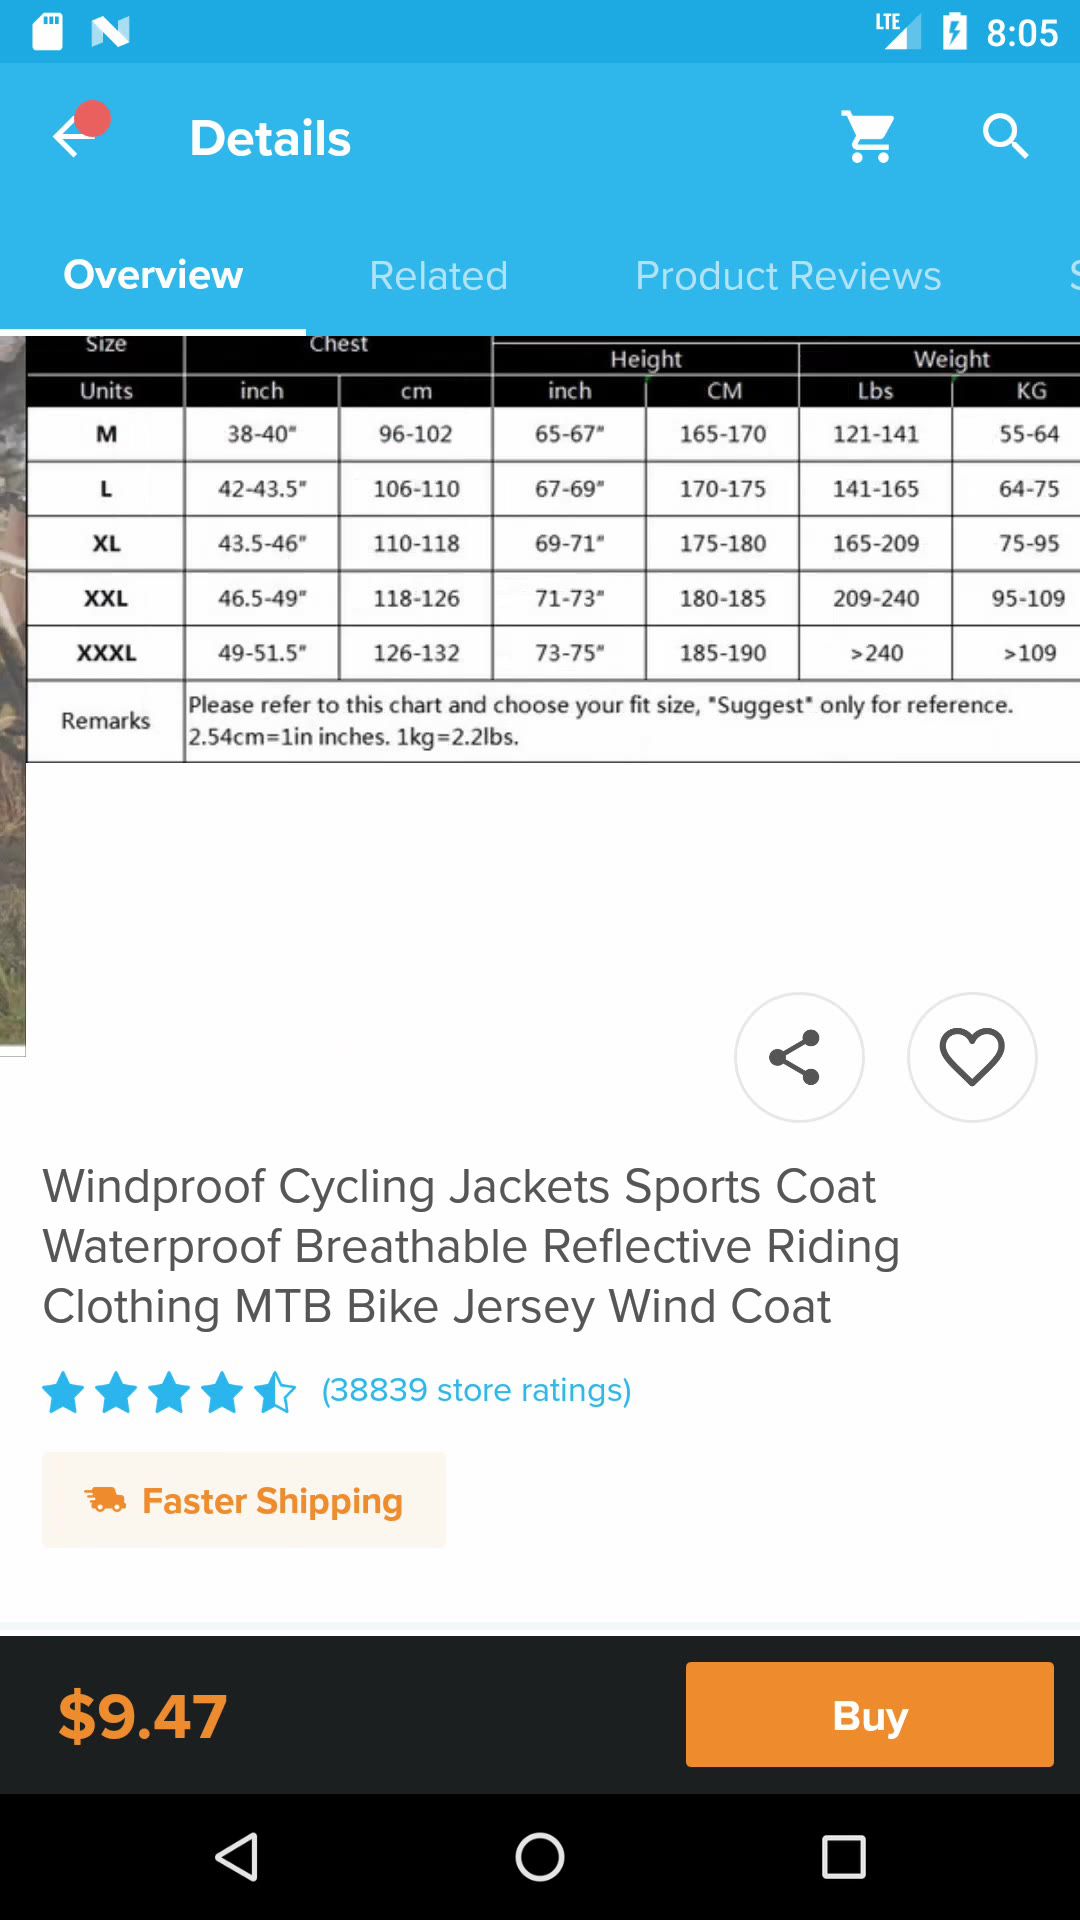 LTE 8:05
Details
Overview Related Product Reviews
Size Chest
Height Weight
Units inch cm inch CM Lbs KG
M 38-40" 96-102 65-67" 165-170 121-141 55-64
L 42-43.5" 106-110 67-69" 170-175 141-165 64-75
XL 43.5-46" 110-118 69-71" 175-180 165-209 75-95
XXL 46.5-49" 118-126 71-73" 180-185 209-240 95-109
XXXL 49-51.5" 126-132 73-75" 185-190 >240 >109
Remarks Please refer to this chart and choose your fit size, "Suggest" only for reference.
2.54cm=1in inches. 1kg=2.2lbs.
Windproof Cycling Jackets Sports Coat
Waterproof Breathable Reflective Riding
Clothing MTB Bike Jersey Wind Coat
(38839 store ratings)
Faster Shipping
$9.47 Buy